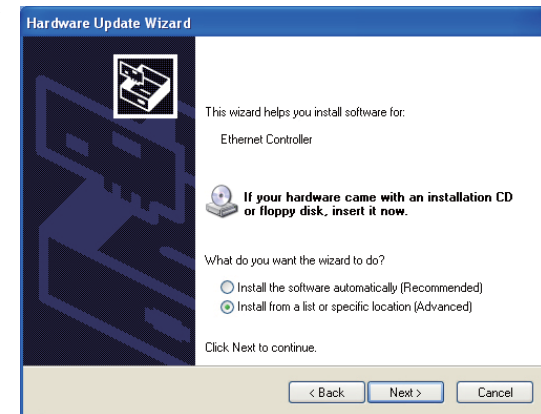 Hardware Update Wizard
This wizard helps you install software for:
Ethernet Controller
If your hardware came with an installation CD
or floppy disk, insert it now.
What do you want the wizard to do?
Install the software automatically (Recommended)
Install from a list or specific location (Advanced)
Click Next to continue.
< Back Next > Cancel